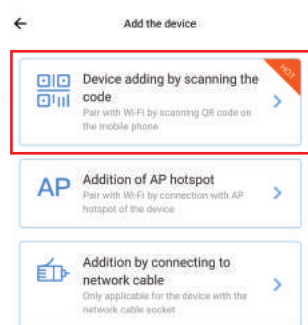 Add the device
HOT
Device adding by scanning the
code
Pair with Wi-Fi by scanning QR code on
the mobile phone
AP
Addition of AP hotspot
Pair with Wi-Fi by connection with AP
hotspot of the device
Addition by connecting to
network cable
Only applicable for the device with the
network cable socket